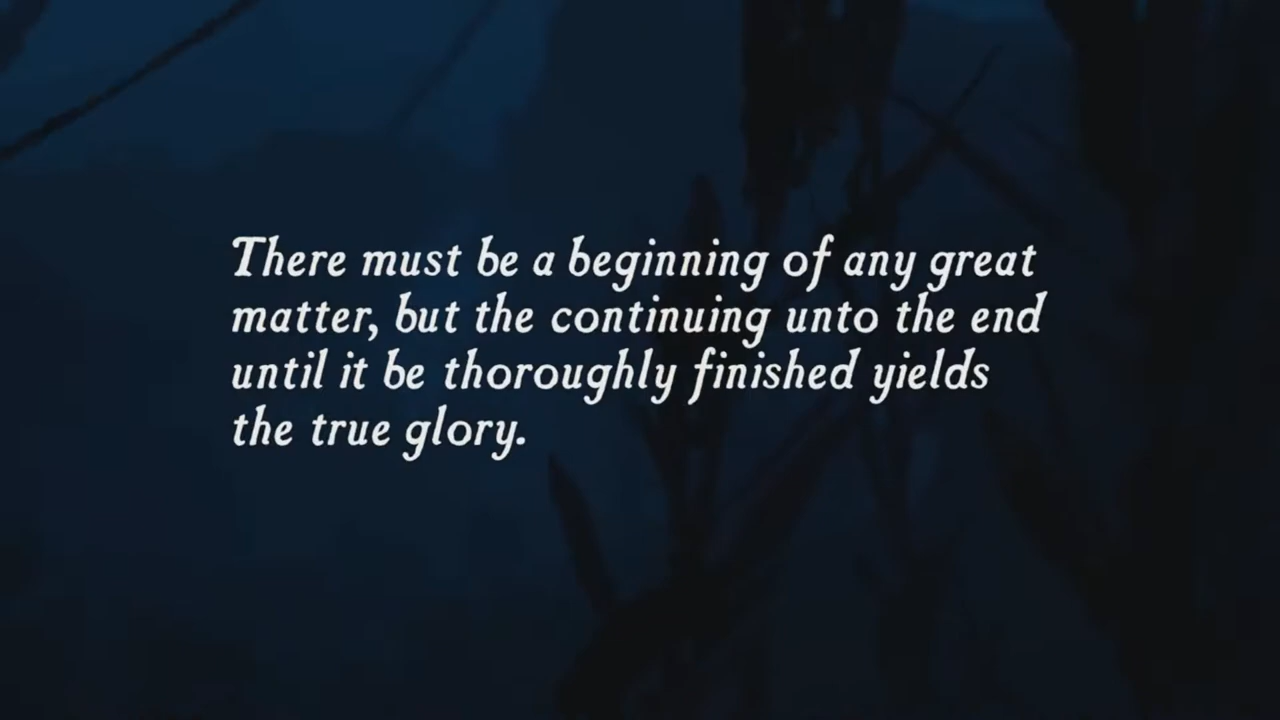 There must be a beginning of any great
matter, but the continuing unto the end
until it be thoroughly finished yields
the true glory.